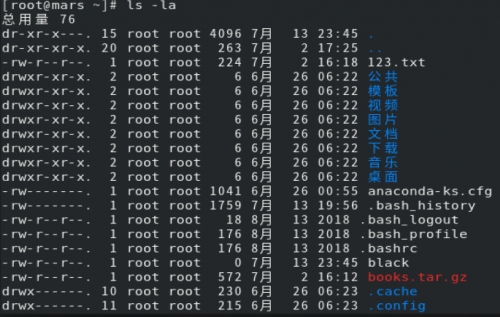 [root@mars ~]# ls -la
总用量 76
dr-xr-x---. 15 root root 4096 7月  13 23:45 .
dr-xr-xr-x. 20 root root  263 7月   2 17:25 ..
-rw-r--r--.  1 root root  224 7月   2 16:18 123.txt
drwxr-xr-x.  2 root root    6 6月  26 06:22 公共
drwxr-xr-x.  2 root root    6 6月  26 06:22 模板
drwxr-xr-x.  2 root root    6 6月  26 06:22 视频
drwxr-xr-x.  2 root root    6 6月  26 06:22 图片
drwxr-xr-x.  2 root root    6 6月  26 06:22 文档
drwxr-xr-x.  2 root root    6 6月  26 06:22 下载
drwxr-xr-x.  2 root root    6 6月  26 06:22 音乐
drwxr-xr-x.  2 root root    6 6月  26 06:22 桌面
-rw-------.  1 root root 1041 6月  26 00:55 anaconda-ks.cfg
-rw-------.  1 root root 1759 7月  13 19:56 .bash_history
-rw-r--r--.  1 root root   18 8月  13 2018 .bash_logout
-rw-r--r--.  1 root root  176 8月  13 2018 .bash_profile
-rw-r--r--.  1 root root  176 8月  13 2018 .bashrc
-rw-r--r--.  1 root root    0 7月  13 23:45 black
-rw-r--r--.  1 root root  572 7月   2 16:12 books.tar.gz
drwx------. 10 root root  230 6月  26 06:23 .cache
drwx------. 11 root root  215 6月  26 06:23 .config